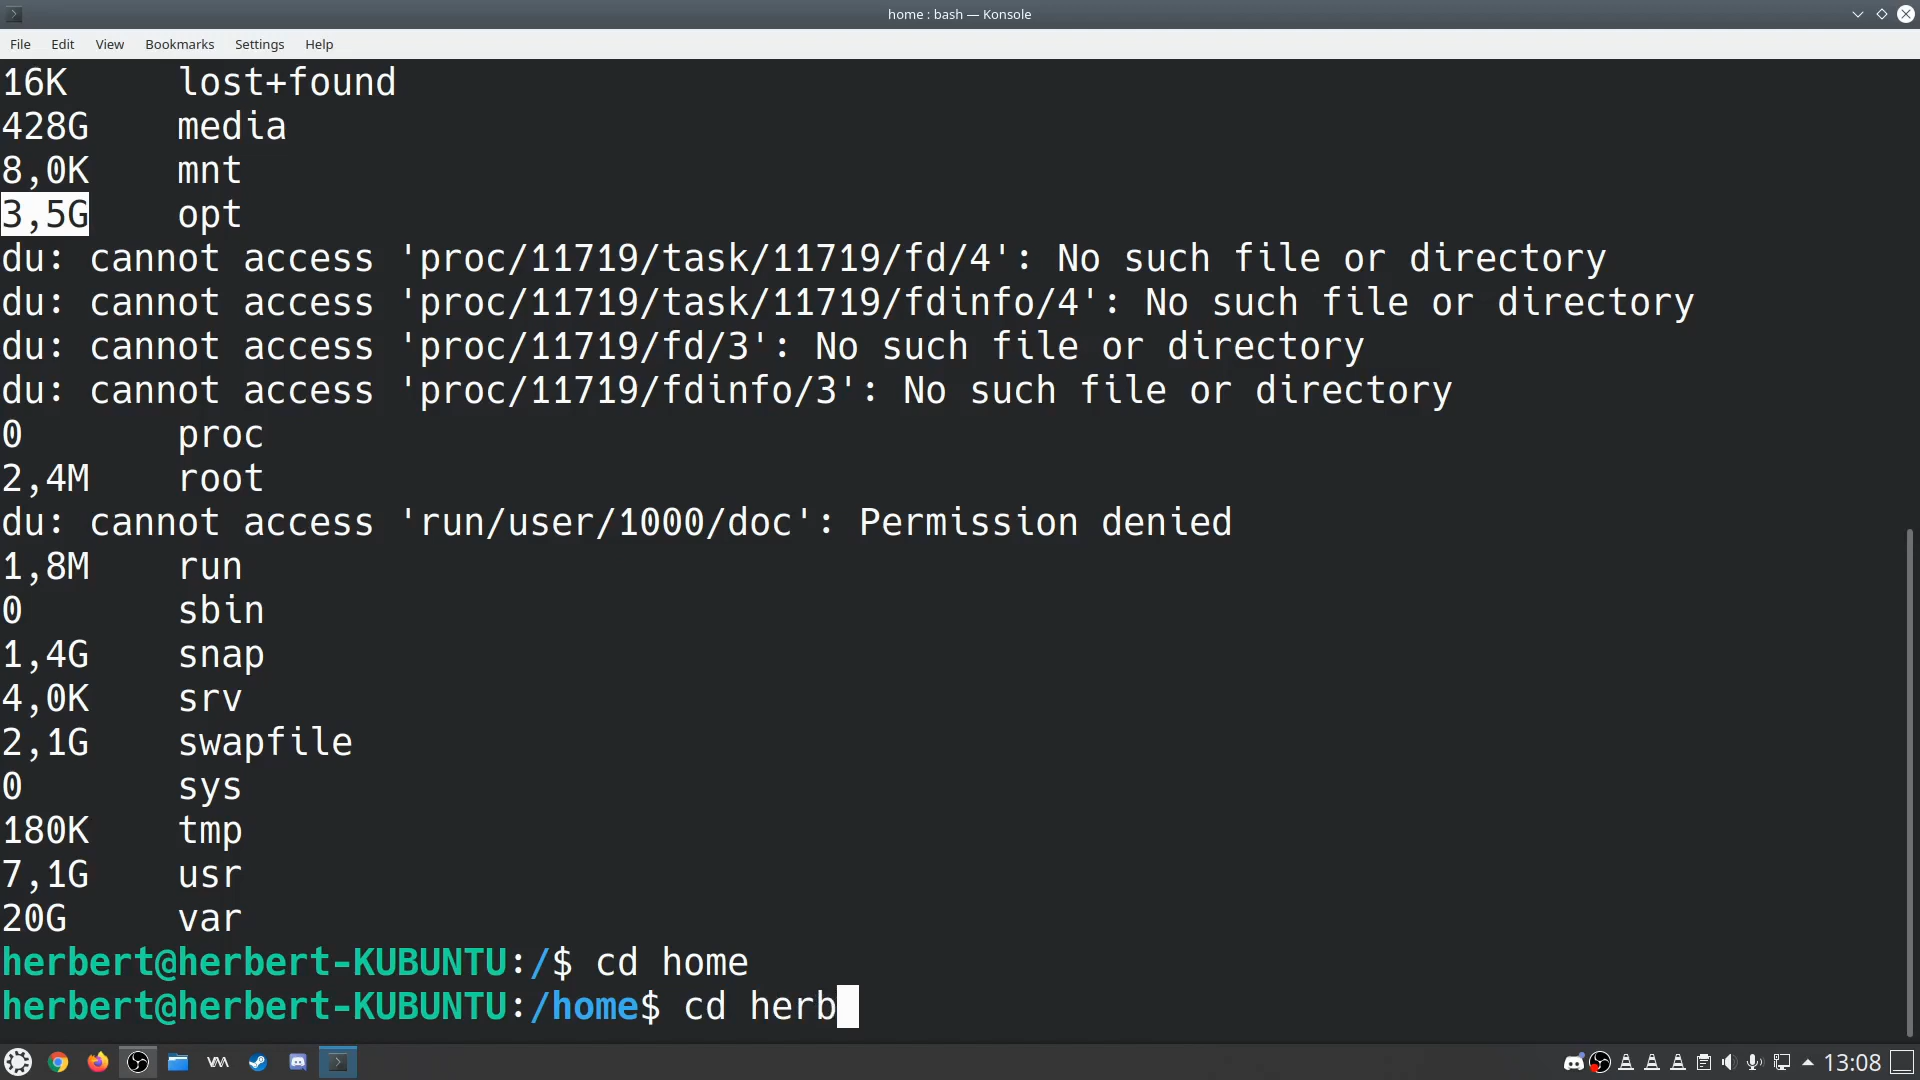 home : bash — Konsole
File Edit View Bookmarks Settings Help
16K lost+found
428G media
8,0K mnt
3,5G opt
du: cannot access 'proc/11719/task/11719/fd/4': No such file or directory
du: cannot access 'proc/11719/task/11719/fdinfo/4': No such file or directory
du: cannot access 'proc/11719/fd/3': No such file or directory
du: cannot access 'proc/11719/fdinfo/3': No such file or directory
0 proc
2,4M root
du: cannot access 'run/user/1000/doc': Permission denied
1,8M run
0 sbin
1,4G snap
4,0K srv
2,1G swapfile
0 sys
180K tmp
7,1G usr
20G var
herbert@herbert-KUBUNTU:/$ cd home
herbert@herbert-KUBUNTU:/home$ cd herb
13:08